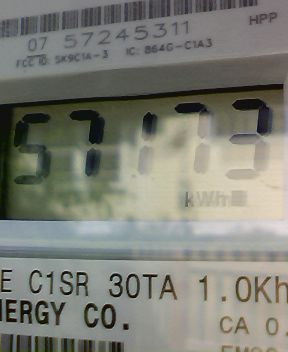 07 57245311
HPP
FCC ID: SK9C1A-3 IC: 864G-C1A3
57173
kWh
E C1SR 30TA 1.0Kh
NERGY CO.
CA 0.